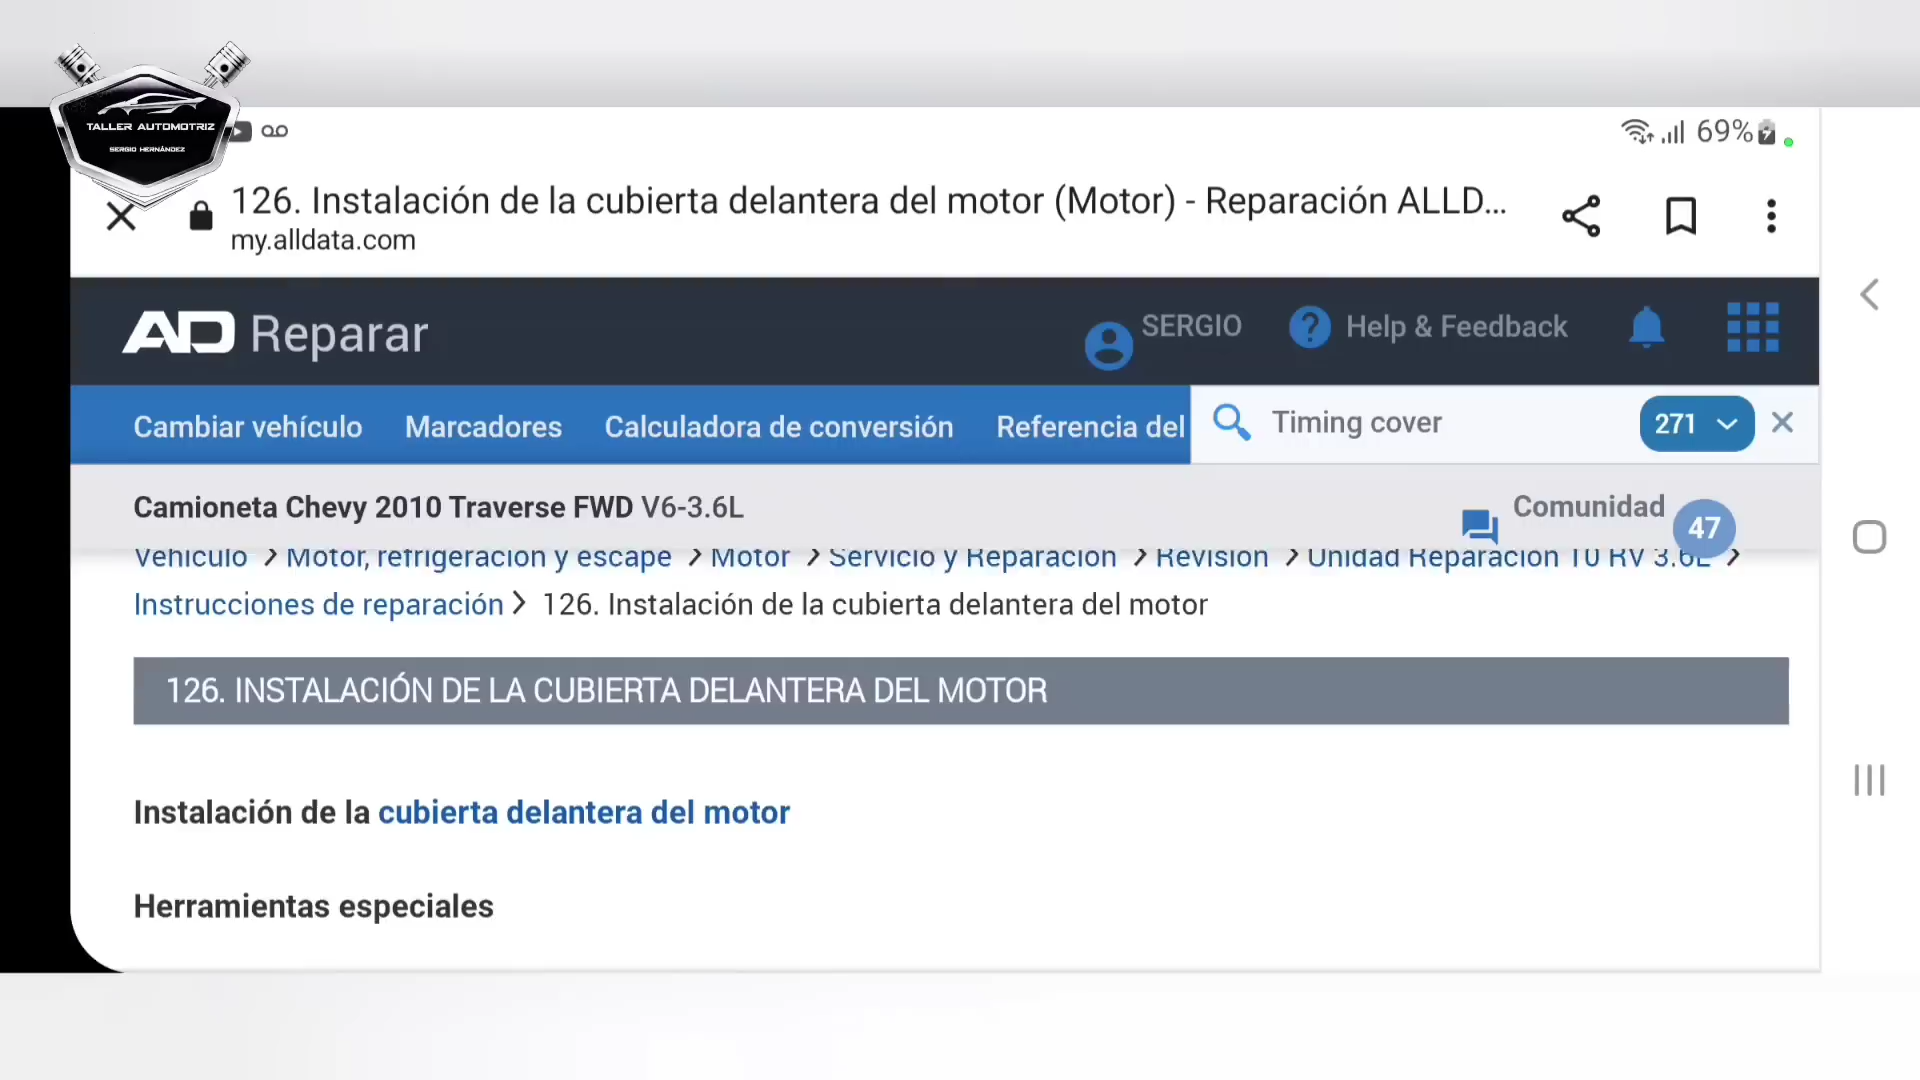 TALLER AUTOMOTRIZ
SERGIO HERNÁNDEZ
69%
126. Instalación de la cubierta delantera del motor (Motor) - Reparación ALLD...
my.alldata.com
AD Reparar
SERGIO
Help & Feedback
Cambiar vehículo Marcadores Calculadora de conversión Referencia del
Timing cover
271
Camioneta Chevy 2010 Traverse FWD V6-3.6L
Comunidad
47
Vehículo > Motor, refrigeración y escape > Motor > Servicio y Reparación > Revisión > Unidad Reparación 10 RV 3.6L >
Instrucciones de reparación > 126. Instalación de la cubierta delantera del motor
126. INSTALACIÓN DE LA CUBIERTA DELANTERA DEL MOTOR
Instalación de la cubierta delantera del motor
Herramientas especiales